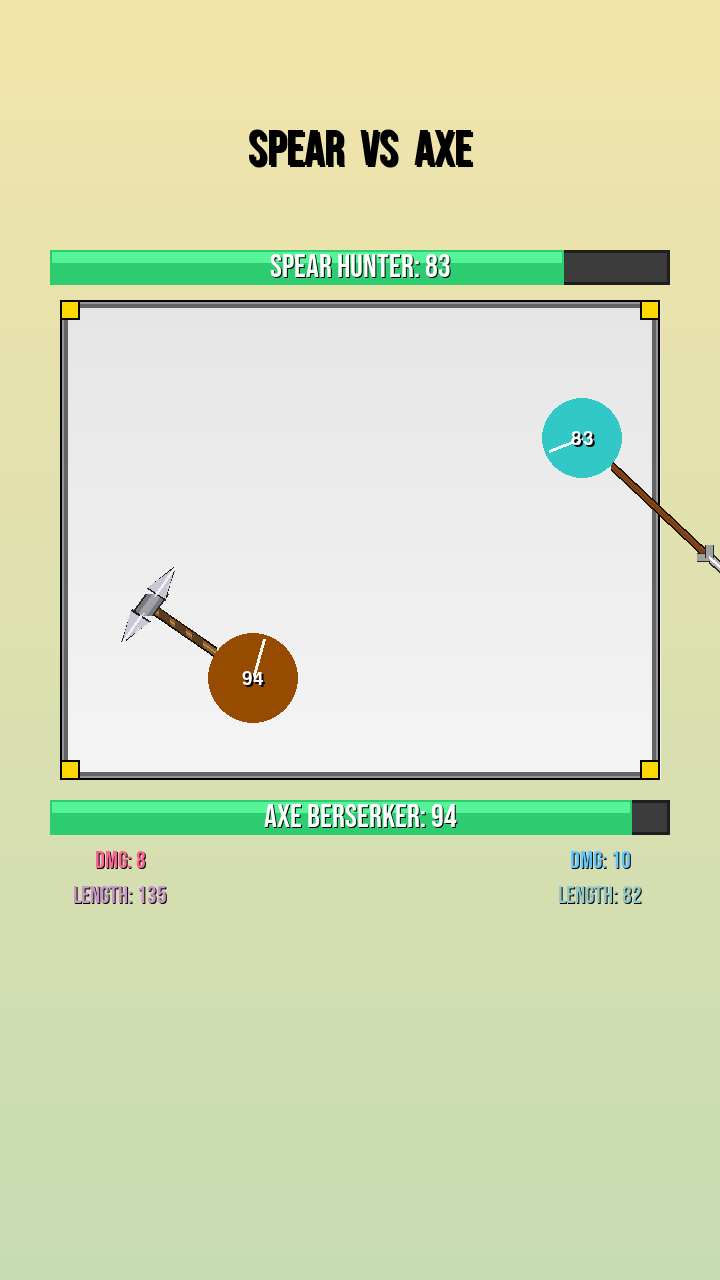 SPEAR VS AXE
SPEAR HUNTER: 83
83
94
AXE BERSERKER: 94
DMG: 8
DMG: 10
LENGTH: 135
LENGTH: 82